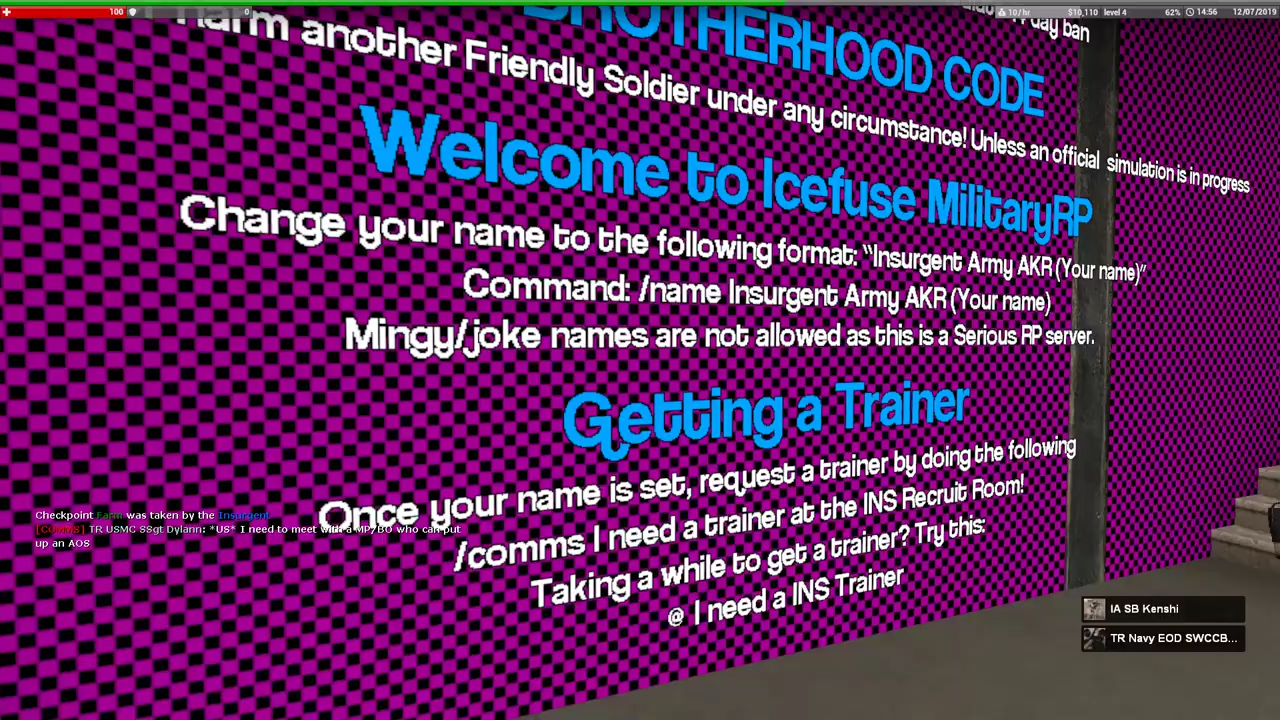 100
0
10/hr
$10,110
level 4
62%
14:56
12/07/2019
day ban
BROTHERHOOD CODE
harm another Friendly Soldier under any circumstance! Unless an official simulation is in progress
Welcome to Icefuse MilitaryRP
Change your name to the following format: “Insurgent Army AKR (Your name)”
Command: /name Insurgent Army AKR (Your name)
Mingy/joke names are not allowed as this is a Serious RP server.
Getting a Trainer
Once your name is set, request a trainer by doing the following
/comms I need a trainer at the INS Recruit Room!
Taking a while to get a trainer? Try this:
@ I need a INS Trainer
Checkpoint Farm was taken by the Insurgent
[COMMS] TR USMC SSgt Dylann: *US* I need to meet with a MP/BO who can put
up an AOS
IA SB Kenshi
TR Navy EOD SWCCB...